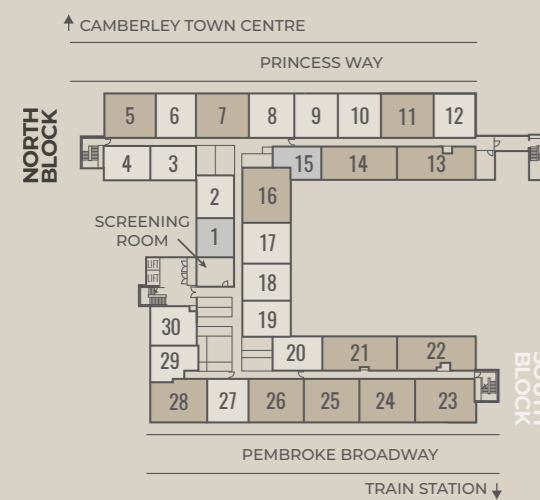 CAMBERLEY TOWN CENTRE
PRINCESS WAY
NORTH
BLOCK
5 6 7 8 9 10 11 12
4 3 15 14 13
2 16
SCREENING
ROOM
1 17
LIFT
LIFT
18
30 19
29 20 21 22
28 27 26 25 24 23
SOUTH
BLOCK
PEMBROKE BROADWAY
TRAIN STATION